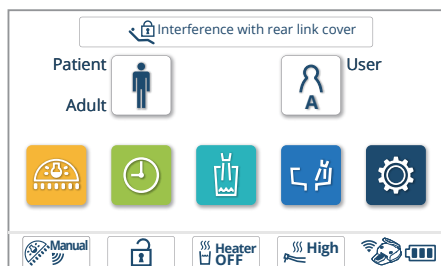 Interference with rear link cover
Patient
User
Adult
A
Manual
Heater
OFF
High